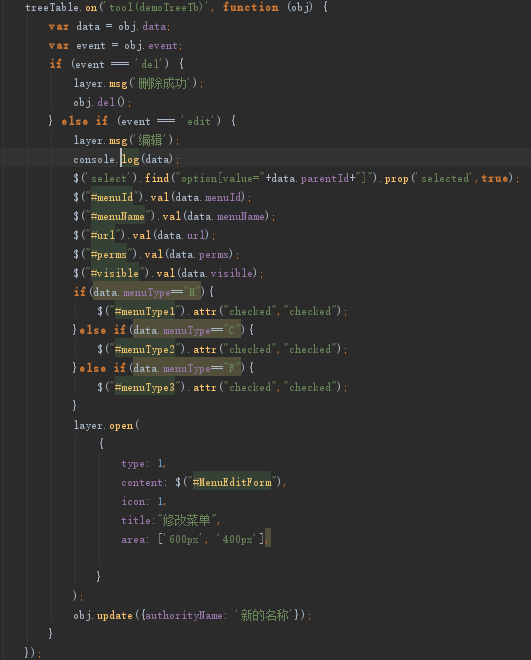 treeTable.on('tool(demoTreeTb)', function (obj) {
var data = obj.data;
var event = obj.event;
if (event === 'del') {
layer.msg('删除成功');
obj.del();
} else if (event === 'edit') {
layer.msg('编辑');
console.log(data);
$('select').find("option[value="+data.parentId+"]").prop('selected',true);
$("#menuId").val(data.menuId);
$("#menuName").val(data.menuName);
$("#url").val(data.url);
$("#perms").val(data.perms);
$("#visible").val(data.visible);
if(data.menuType=="M"){
$("#menuType1").attr("checked","checked");
}else if(data.menuType=="C"){
$("#menuType2").attr("checked","checked");
}else if(data.menuType=="F"){
$("#menuType3").attr("checked","checked");
}
layer.open(
{
type: 1,
content: $("#MenuEditForm"),
icon: 1,
title:"修改菜单",
area: ['600px', '400px'],
}
);
obj.update({authorityName: '新的名称'});
}
});